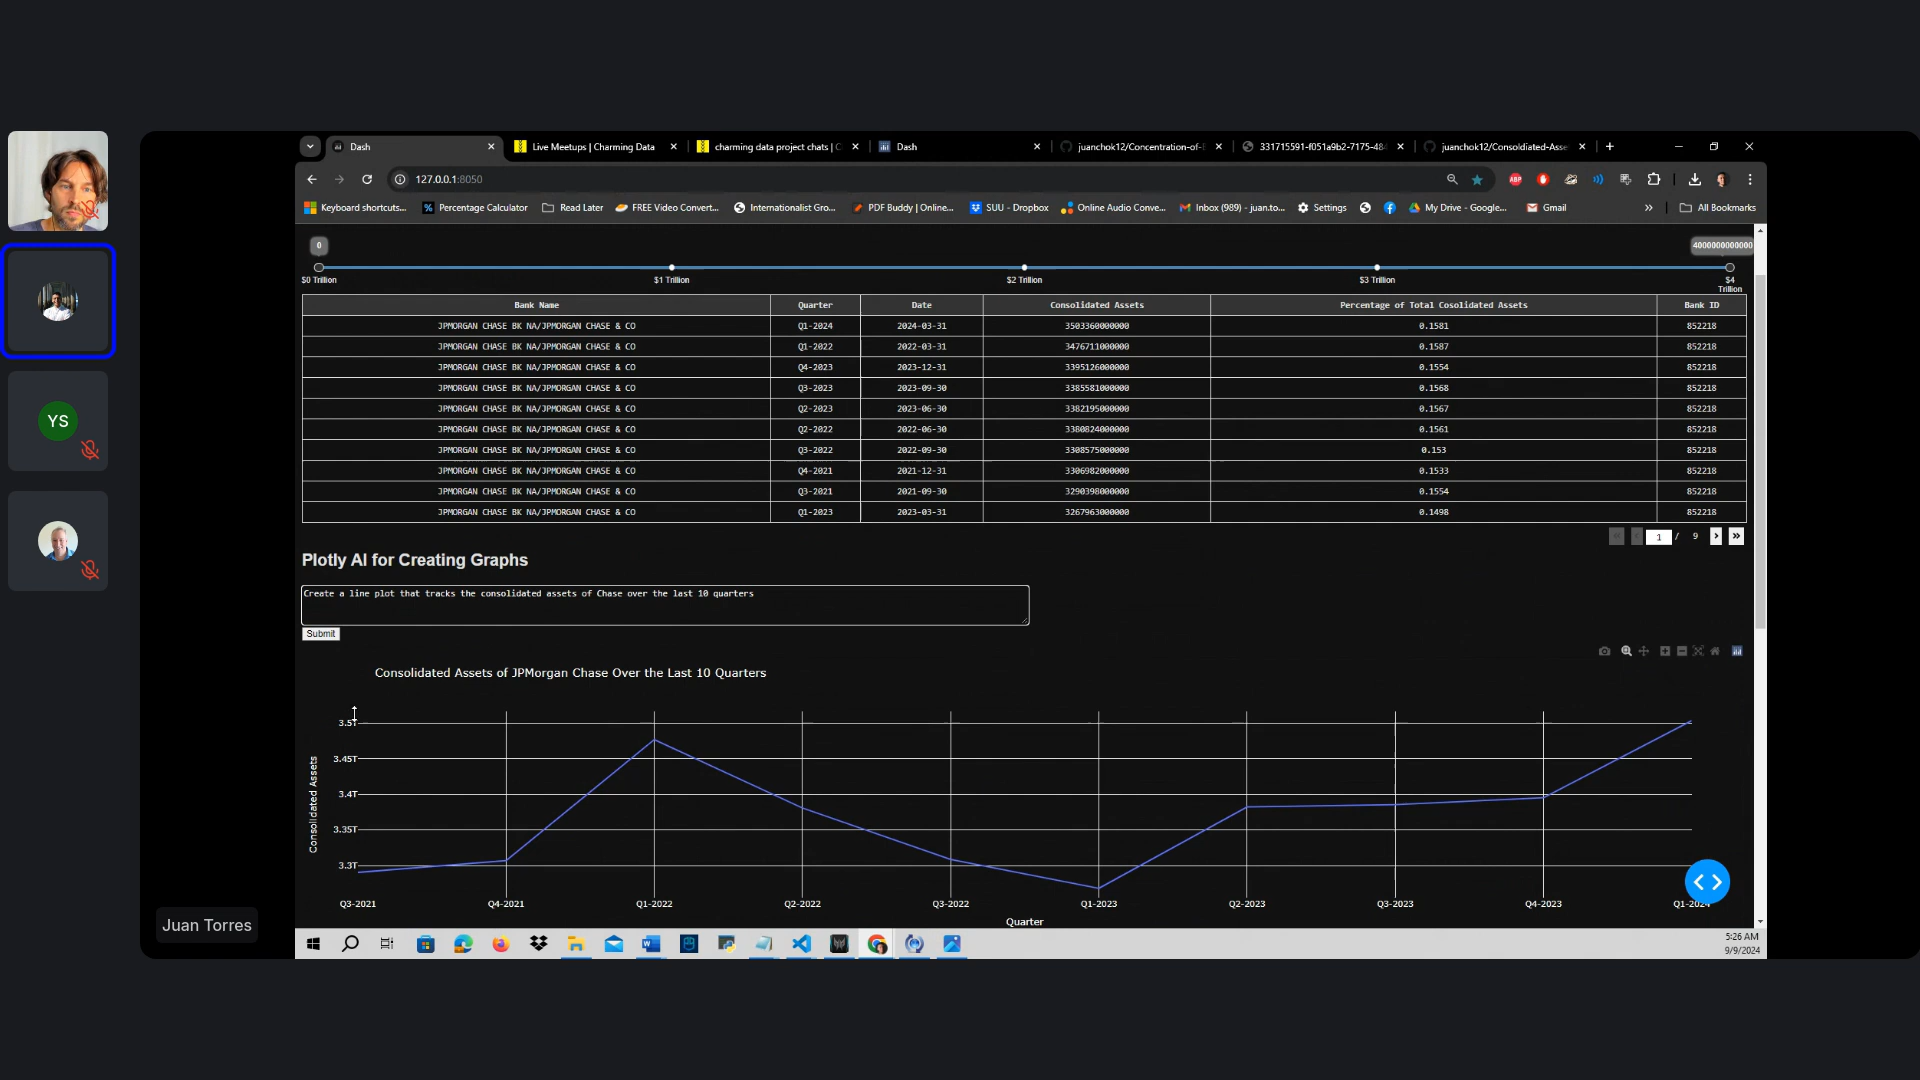 Dash
Live Meetups | Charming Data
charming data project chats | C
Dash
juanchok12/Concentration-of-
331715591-f051a9b2-7175-48
juanchok12/Consoldiated-Asse
127.0.0.1:8050
ABP
Keyboard shortcuts...
Percentage Calculator
Read Later
FREE Video Convert...
Internationalist Gro...
PDF Buddy | Online...
SUU - Dropbox
Online Audio Conve...
Inbox (989) - juan.to...
Settings
My Drive - Google...
Gmail
All Bookmarks
0
4000000000000
$0 Trillion
$1 Trillion
$2 Trillion
$3 Trillion
$4
Trillion
Bank Name Quarter Date Consolidated Assets Percentage of Total Cosolidated Assets Bank ID
JPMORGAN CHASE BK NA/JPMORGAN CHASE & CO Q1-2024 2024-03-31 3503360000000 0.1581 852218
JPMORGAN CHASE BK NA/JPMORGAN CHASE & CO Q1-2022 2022-03-31 3476711000000 0.1587 852218
JPMORGAN CHASE BK NA/JPMORGAN CHASE & CO Q4-2023 2023-12-31 3395126000000 0.1554 852218
JPMORGAN CHASE BK NA/JPMORGAN CHASE & CO Q3-2023 2023-09-30 3385581000000 0.1568 852218
JPMORGAN CHASE BK NA/JPMORGAN CHASE & CO Q2-2023 2023-06-30 3382195000000 0.1567 852218
JPMORGAN CHASE BK NA/JPMORGAN CHASE & CO Q2-2022 2022-06-30 3380824000000 0.1561 852218
JPMORGAN CHASE BK NA/JPMORGAN CHASE & CO Q3-2022 2022-09-30 3308575000000 0.153 852218
JPMORGAN CHASE BK NA/JPMORGAN CHASE & CO Q4-2021 2021-12-31 3306982000000 0.1533 852218
JPMORGAN CHASE BK NA/JPMORGAN CHASE & CO Q3-2021 2021-09-30 3290398000000 0.1554 852218
JPMORGAN CHASE BK NA/JPMORGAN CHASE & CO Q1-2023 2023-03-31 3267963000000 0.1498 852218
1 / 9
Plotly AI for Creating Graphs
Create a line plot that tracks the consolidated assets of Chase over the last 10 quarters
Submit
Consolidated Assets of JPMorgan Chase Over the Last 10 Quarters
3.5T
3.45T
3.4T
3.35T
3.3T
Consolidated Assets
Q3-2021 Q4-2021 Q1-2022 Q2-2022 Q3-2022 Q1-2023 Q2-2023 Q3-2023 Q4-2023 Q1-2024
Quarter
5:26 AM
9/9/2024
YS
Juan Torres